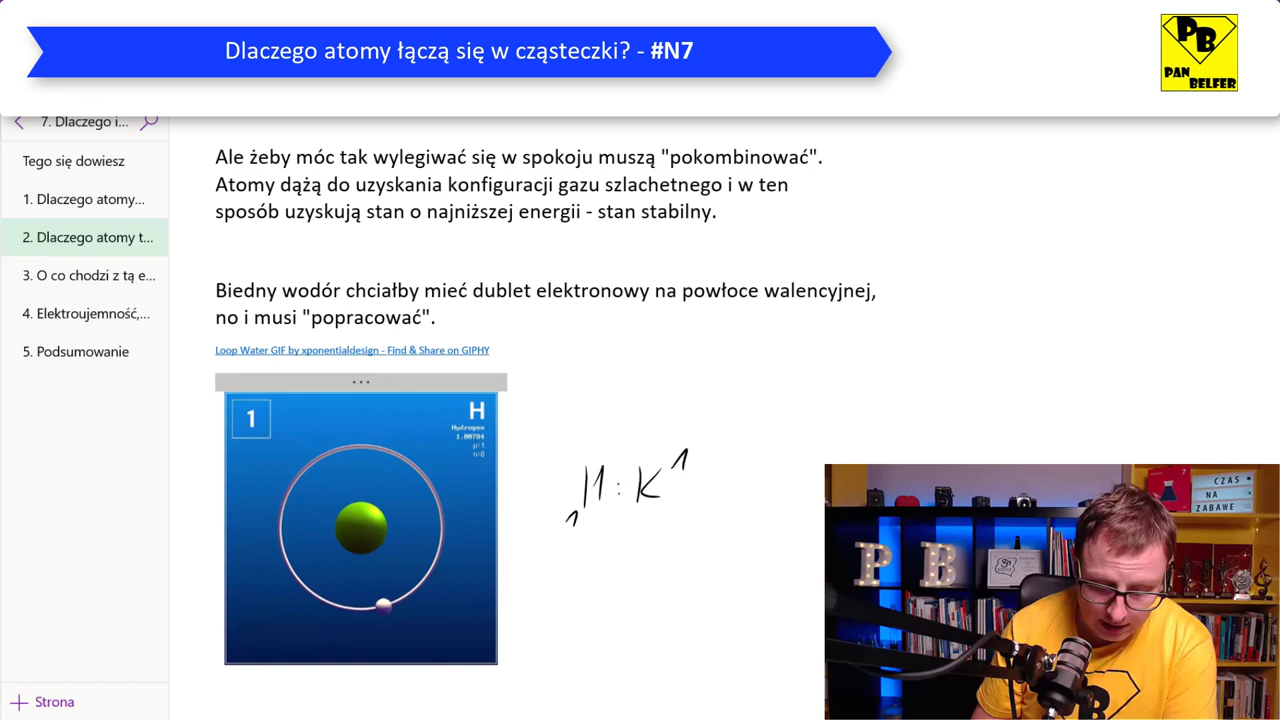 Dlaczego atomy łączą się w cząsteczki? - #N7
PB
PAN
BELFER
7. Dlaczego i...
Tego się dowiesz
1. Dlaczego atomy...
2. Dlaczego atomy t...
3. O co chodzi z tą e...
4. Elektroujemność,...
5. Podsumowanie
Strona
Ale żeby móc tak wylegiwać się w spokoju muszą "pokombinować".
Atomy dążą do uzyskania konfiguracji gazu szlachetnego i w ten
sposób uzyskują stan o najniższej energii - stan stabilny.
Biedny wodór chciałby mieć dublet elektronowy na powłoce walencyjnej,
no i musi "popracować".
Loop Water GIF by xponentialdesign - Find & Share on GIPHY
1
H
Hydrogen
1.00794
p=1
n=0
₁H : K¹
CZAS
NA
ZABAWĘ
P B
B